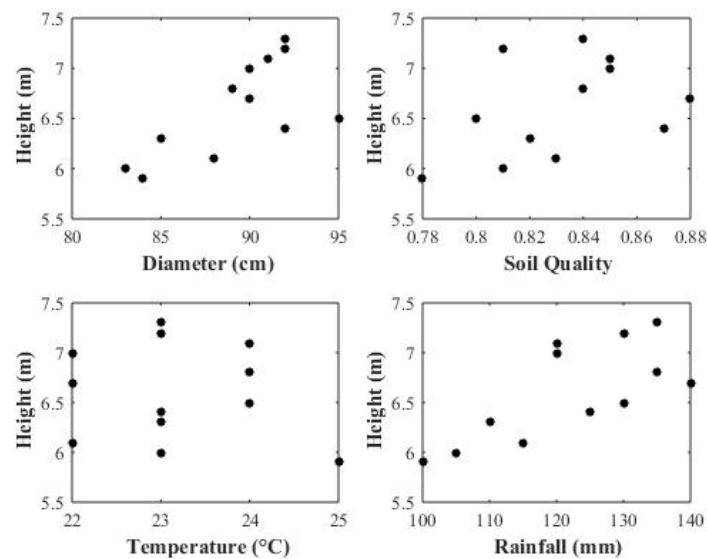 7.5
7
6.5
6
5.5
Height (m)
80 85 90 95
Diameter (cm)
7.5
7
6.5
6
5.5
Height (m)
0.78 0.8 0.82 0.84 0.86 0.88
Soil Quality
7.5
7
6.5
6
5.5
Height (m)
22 23 24 25
Temperature (°C)
7.5
7
6.5
6
5.5
Height (m)
100 110 120 130 140
Rainfall (mm)